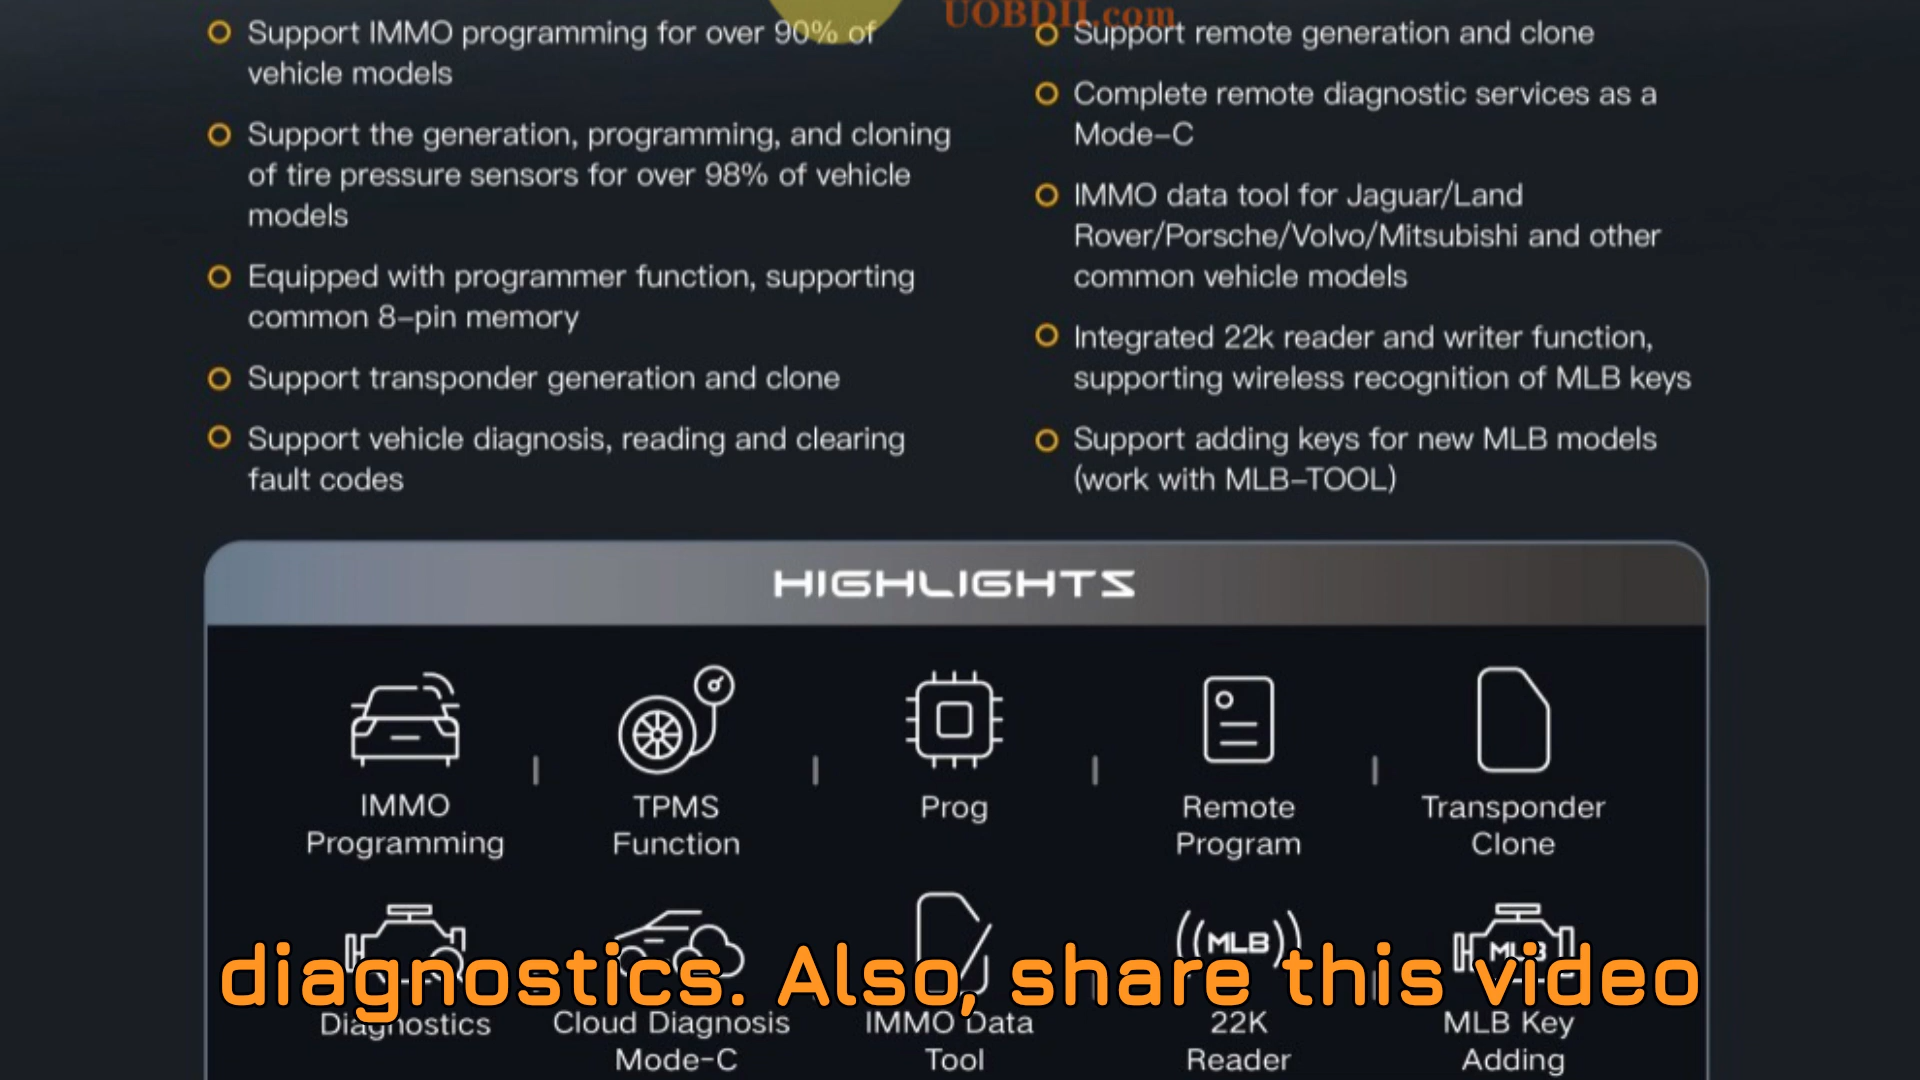 UOBDII.com
Support IMMO programming for over 90% of
vehicle models
Support the generation, programming, and cloning
of tire pressure sensors for over 98% of vehicle
models
Equipped with programmer function, supporting
common 8-pin memory
Support transponder generation and clone
Support vehicle diagnosis, reading and clearing
fault codes
Support remote generation and clone
Complete remote diagnostic services as a
Mode-C
IMMO data tool for Jaguar/Land
Rover/Porsche/Volvo/Mitsubishi and other
common vehicle models
Integrated 22k reader and writer function,
supporting wireless recognition of MLB keys
Support adding keys for new MLB models
(work with MLB-TOOL)
HIGHLIGHTS
IMMO
Programming
TPMS
Function
Prog
Remote
Program
Transponder
Clone
MLB
MLB
diagnostics. Also, share this video
Diagnostics
Cloud Diagnosis
Mode-C
IMMO Data
Tool
22K
Reader
MLB Key
Adding